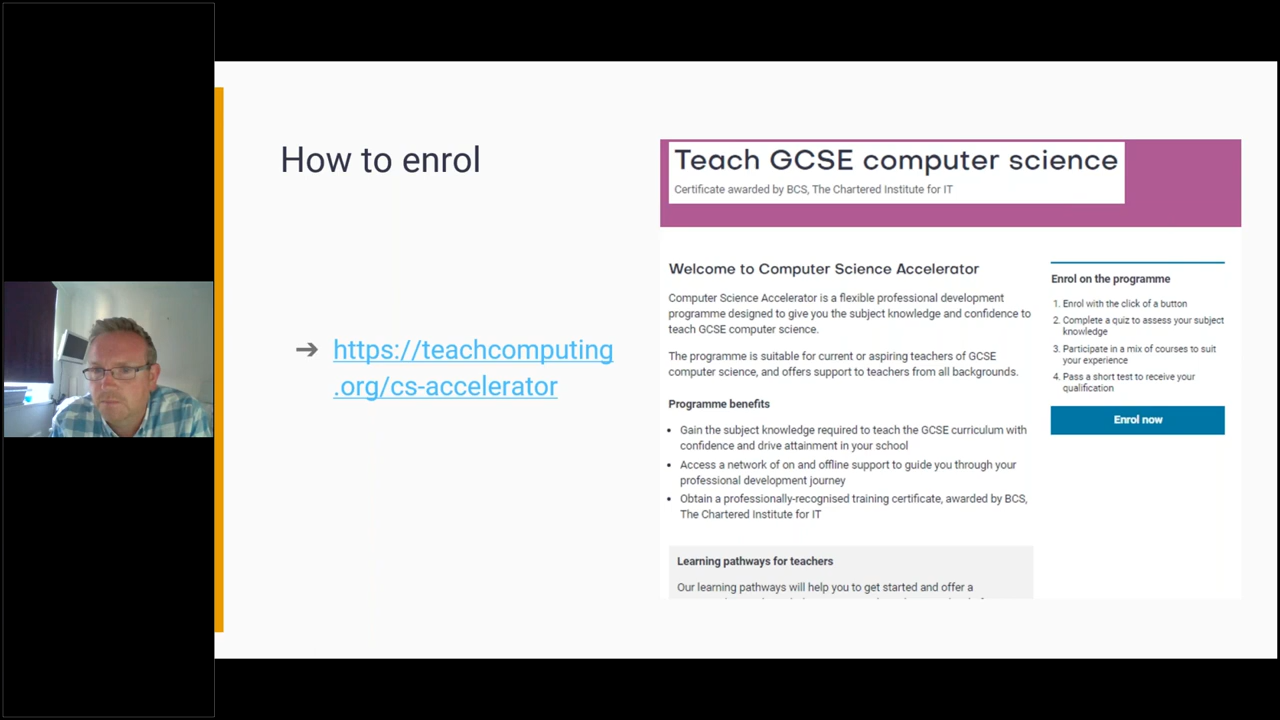 How to enrol
https://teachcomputing
.org/cs-accelerator
Teach GCSE computer science
Certificate awarded by BCS, The Chartered Institute for IT
Welcome to Computer Science Accelerator
Computer Science Accelerator is a flexible professional development
programme designed to give you the subject knowledge and confidence to
teach GCSE computer science.
The programme is suitable for current or aspiring teachers of GCSE
computer science, and offers support to teachers from all backgrounds.
Programme benefits
• Gain the subject knowledge required to teach the GCSE curriculum with
confidence and drive attainment in your school
• Access a network of on and offline support to guide you through your
professional development journey
• Obtain a professionally-recognised training certificate, awarded by BCS,
The Chartered Institute for IT
Learning pathways for teachers
Our learning pathways will help you to get started and offer a
Enrol on the programme
1. Enrol with the click of a button
2. Complete a quiz to assess your subject
knowledge
3. Participate in a mix of courses to suit
your experience
4. Pass a short test to receive your
qualification
Enrol now